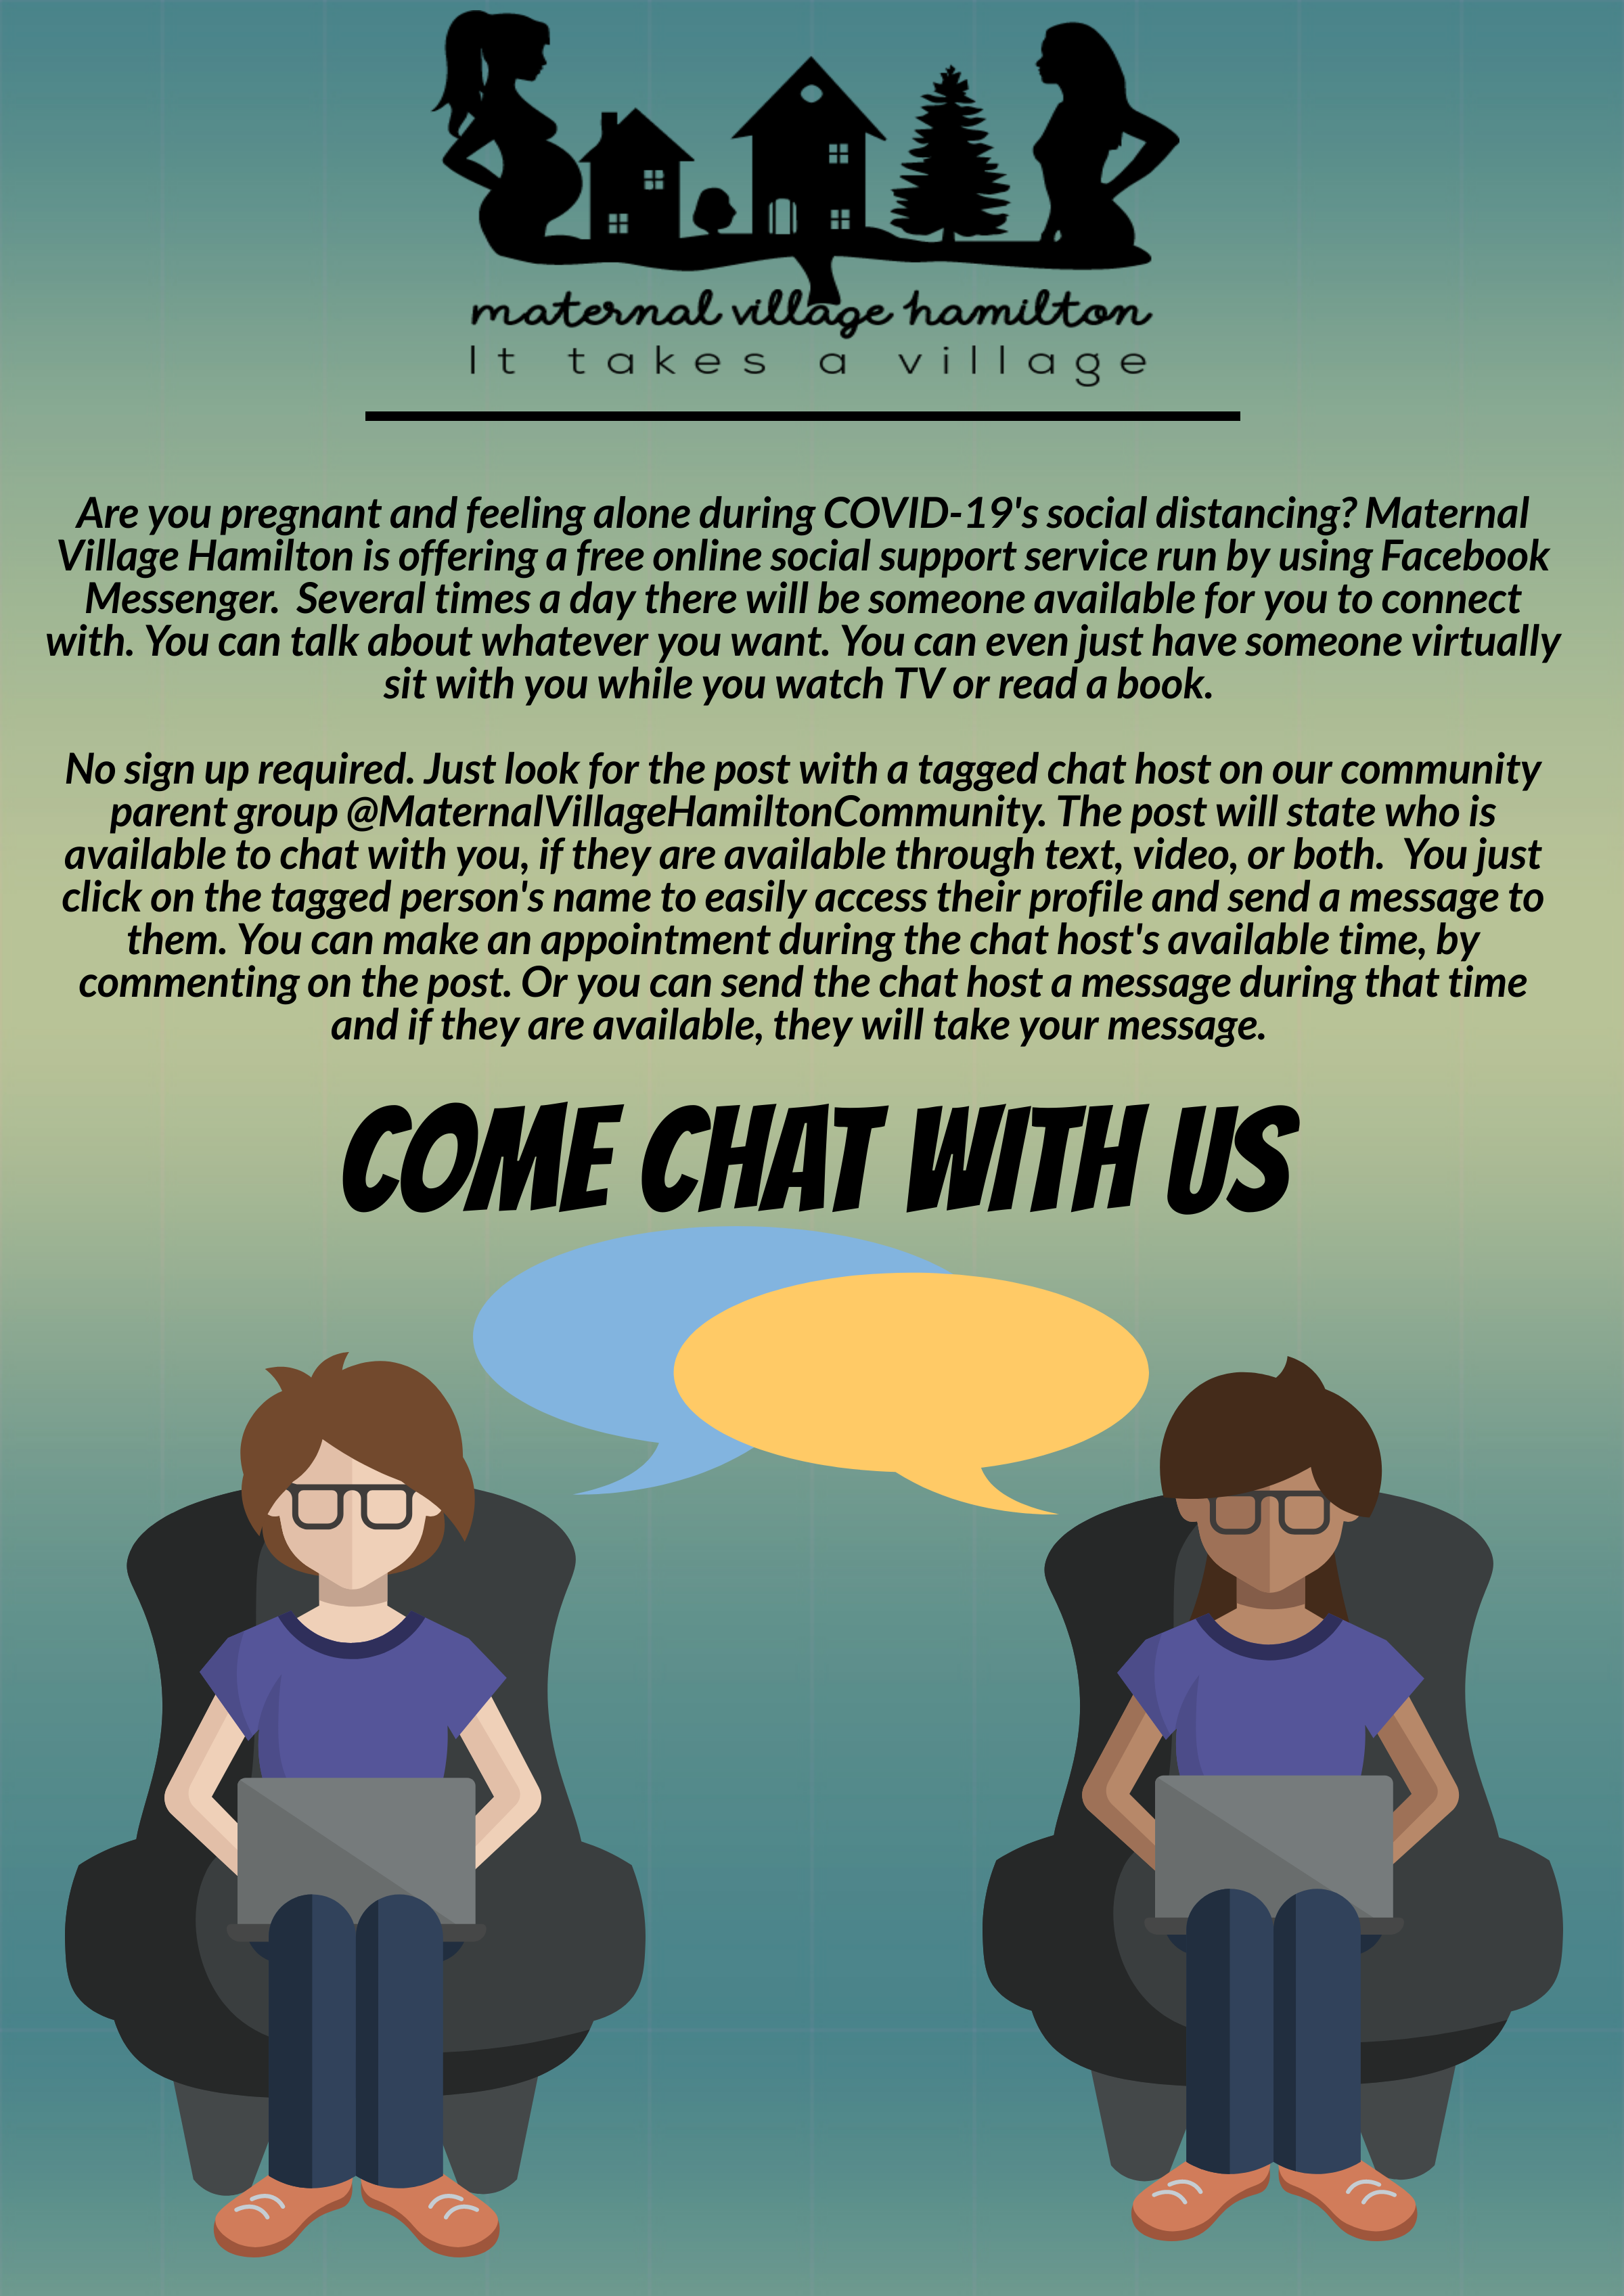 maternal village hamilton
It takes a village
Are you pregnant and feeling alone during COVID-19's social distancing? Maternal
Village Hamilton is offering a free online social support service run by using Facebook
Messenger.  Several times a day there will be someone available for you to connect
with. You can talk about whatever you want. You can even just have someone virtually
sit with you while you watch TV or read a book.
No sign up required. Just look for the post with a tagged chat host on our community
parent group @MaternalVillageHamiltonCommunity. The post will state who is
available to chat with you, if they are available through text, video, or both.  You just
click on the tagged person's name to easily access their profile and send a message to
them. You can make an appointment during the chat host's available time, by
commenting on the post. Or you can send the chat host a message during that time
and if they are available, they will take your message.
COME CHAT WITH US